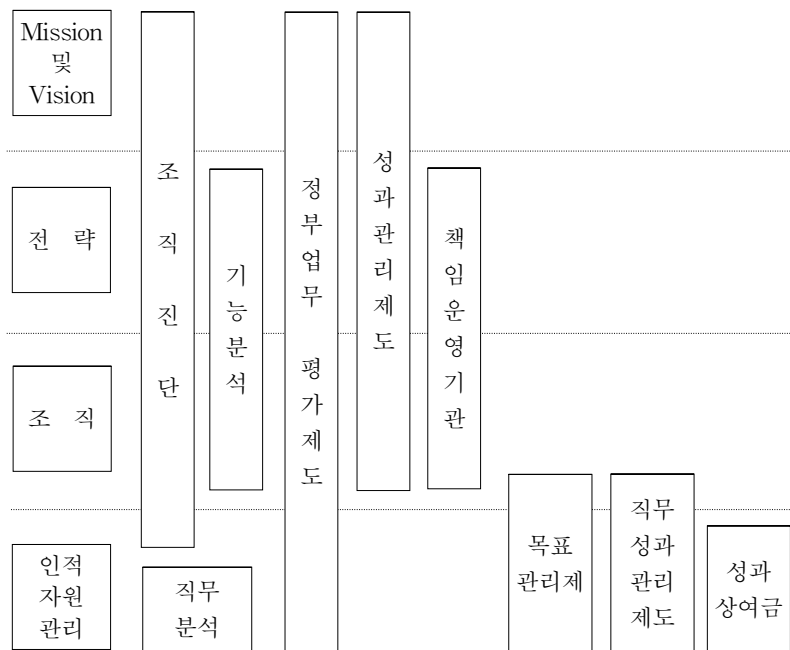 Mission
및
Vision
전 략
조 직
인적
자원
관리
조직진단
기능분석
직무
분석
정부업무 평가제도
성과관리제도
책임운영기관
목표
관리제
직무
성과
관리
제도
성과
상여금